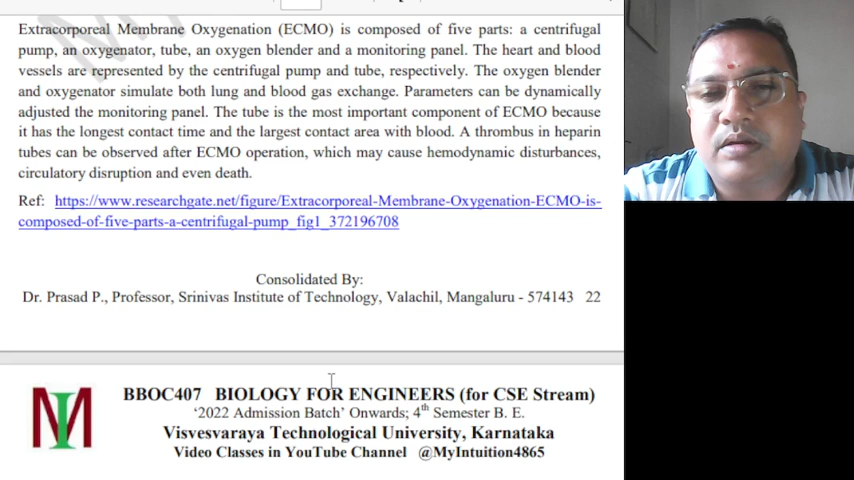 Extracorporeal Membrane Oxygenation (ECMO) is composed of five parts: a centrifugal
pump, an oxygenator, tube, an oxygen blender and a monitoring panel. The heart and blood
vessels are represented by the centrifugal pump and tube, respectively. The oxygen blender
and oxygenator simulate both lung and blood gas exchange. Parameters can be dynamically
adjusted the monitoring panel. The tube is the most important component of ECMO because
it has the longest contact time and the largest contact area with blood. A thrombus in heparin
tubes can be observed after ECMO operation, which may cause hemodynamic disturbances,
circulatory disruption and even death.
Ref: https://www.researchgate.net/figure/Extracorporeal-Membrane-Oxygenation-ECMO-is-
composed-of-five-parts-a-centrifugal-pump_fig1_372196708
Consolidated By:
Dr. Prasad P., Professor, Srinivas Institute of Technology, Valachil, Mangaluru - 574143 22
MI
BBOC407 BIOLOGY FOR ENGINEERS (for CSE Stream)
‘2022 Admission Batch’ Onwards; 4th Semester B. E.
Visvesvaraya Technological University, Karnataka
Video Classes in YouTube Channel @MyIntuition4865